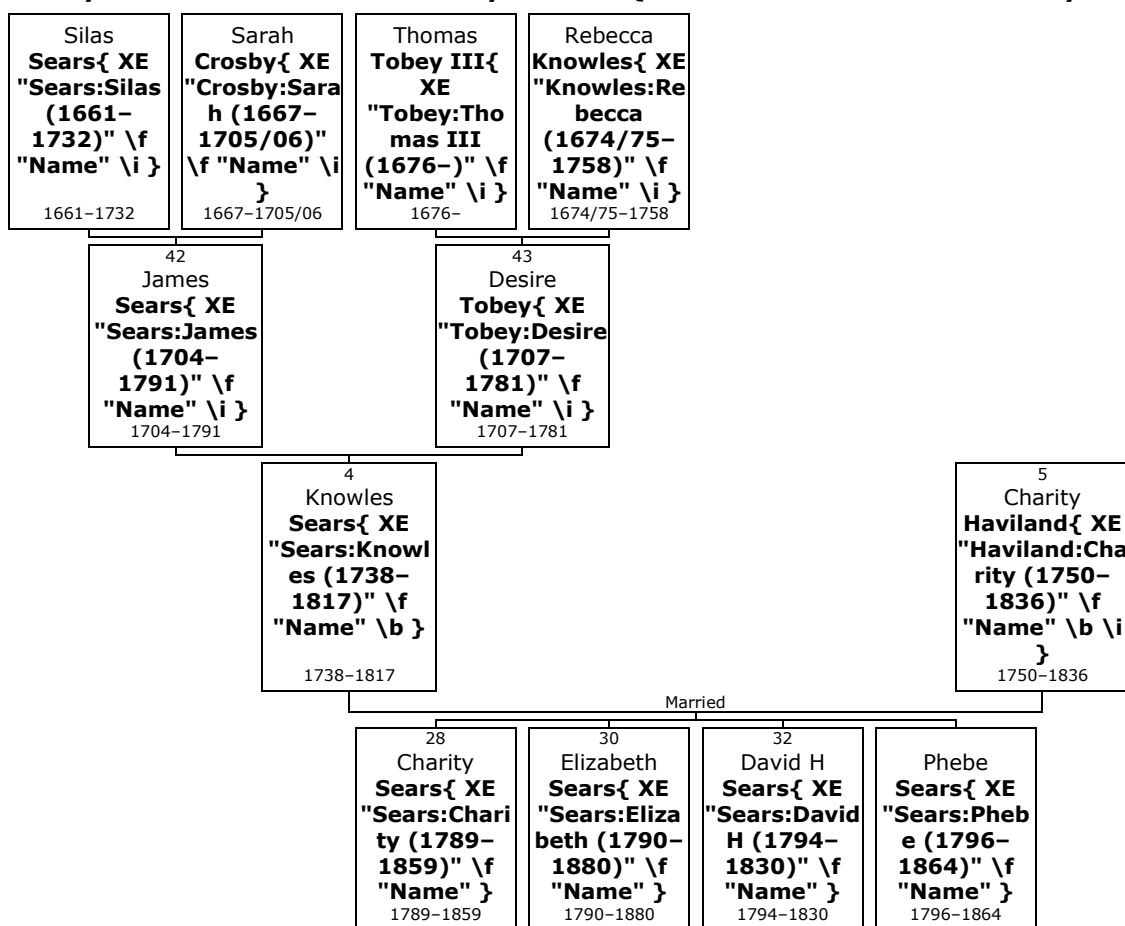 Silas
Sears{ XE
"Sears:Silas
(1661–
1732)" \f
"Name" \i }
1661–1732
Sarah
Crosby{ XE
"Crosby:Sara
h (1667–
1705/06)"
\f "Name" \i
}
1667–1705/06
Thomas
Tobey III{
XE
"Tobey:Tho
mas III
(1676–)" \f
"Name" \i }
1676–
Rebecca
Knowles{ XE
"Knowles:Re
becca
(1674/75–
1758)" \f
"Name" \i }
1674/75–1758
42
James
Sears{ XE
"Sears:James
(1704–
1791)" \f
"Name" \i }
1704–1791
43
Desire
Tobey{ XE
"Tobey:Desire
(1707–
1781)" \f
"Name" \i }
1707–1781
4
Knowles
Sears{ XE
"Sears:Knowl
es (1738–
1817)" \f
"Name" \b }
1738–1817
5
Charity
Haviland{ XE
"Haviland:Cha
rity (1750–
1836)" \f
"Name" \b \i
}
1750–1836
Married
28
Charity
Sears{ XE
"Sears:Chari
ty (1789–
1859)" \f
"Name" }
1789–1859
30
Elizabeth
Sears{ XE
"Sears:Eliza
beth (1790–
1880)" \f
"Name" }
1790–1880
32
David H
Sears{ XE
"Sears:David
H (1794–
1830)" \f
"Name" }
1794–1830
Phebe
Sears{ XE
"Sears:Pheb
e (1796–
1864)" \f
"Name" }
1796–1864